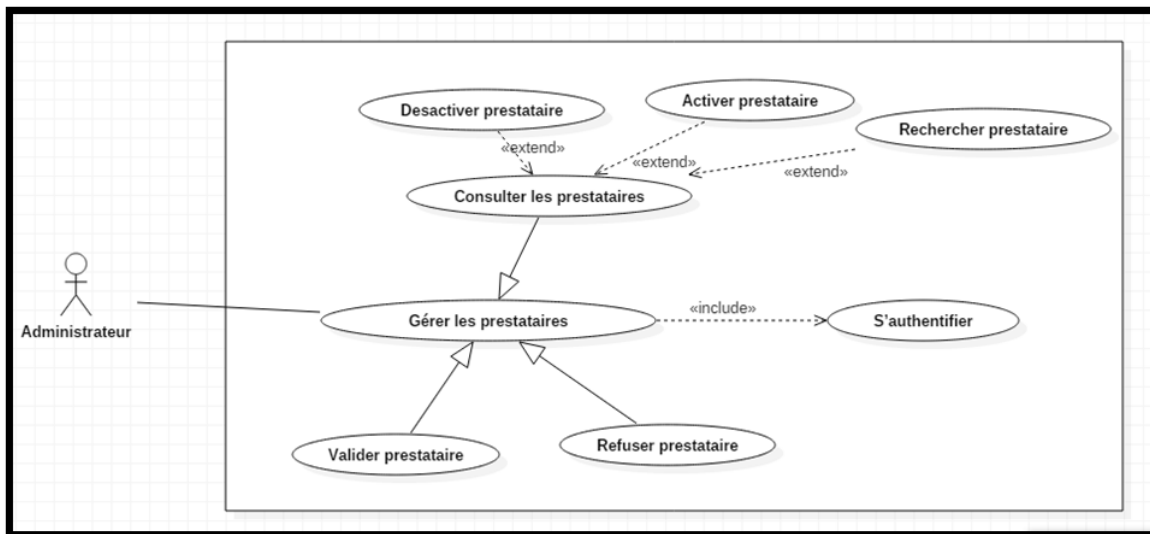 Desactiver prestataire
Activer prestataire
Rechercher prestataire
«extend»
«extend»
«extend»
Consulter les prestataires
Administrateur
Gérer les prestataires
«include»
S'authentifier
Valider prestataire
Refuser prestataire